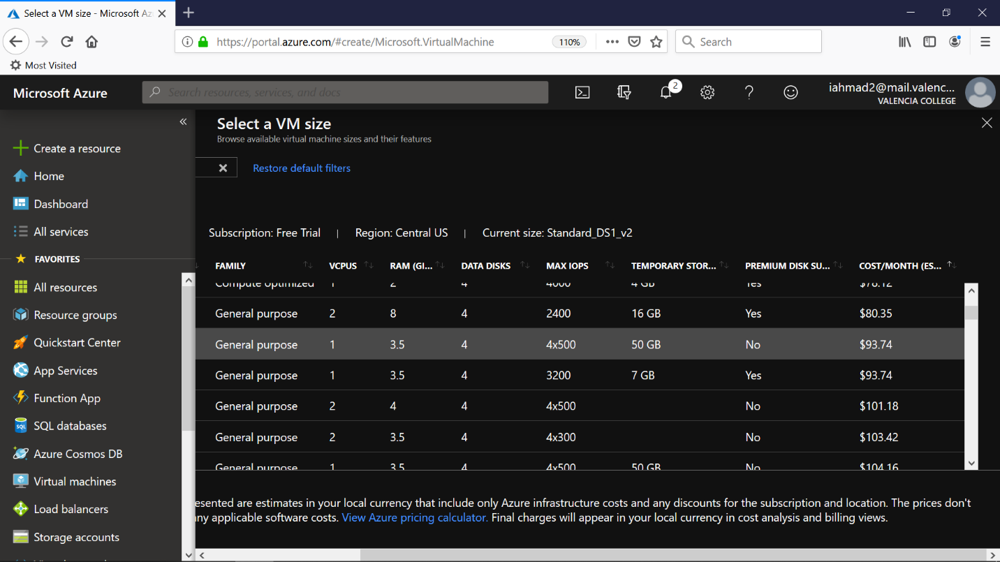 Select a VM size - Microsoft Az
https://portal.azure.com/#create/Microsoft.VirtualMachine
110%
Search
Most Visited
Microsoft Azure
Search resources, services, and docs
2
iahmad2@mail.valenc...
VALENCIA COLLEGE
Create a resource
Home
Dashboard
All services
FAVORITES
All resources
Resource groups
Quickstart Center
App Services
Function App
SQL databases
Azure Cosmos DB
Virtual machines
Load balancers
Storage accounts
Select a VM size
Browse available virtual machine sizes and their features
Restore default filters
Subscription: Free Trial | Region: Central US | Current size: Standard_DS1_v2
FAMILY VCPUS RAM (GI... DATA DISKS MAX IOPS TEMPORARY STOR... PREMIUM DISK SU... COST/MONTH (ES...
Compute optimized 1 2 4 4000 4 GB Yes $78.12
General purpose 2 8 4 2400 16 GB Yes $80.35
General purpose 1 3.5 4 4x500 50 GB No $93.74
General purpose 1 3.5 4 3200 7 GB Yes $93.74
General purpose 2 4 4 4x500 No $101.18
General purpose 2 3.5 4 4x300 No $103.42
General purpose 1 3.5 4 4x500 50 GB No $104.16
esented are estimates in your local currency that include only Azure infrastructure costs and any discounts for the subscription and location. The prices don't
ny applicable software costs. View Azure pricing calculator. Final charges will appear in your local currency in cost analysis and billing views.